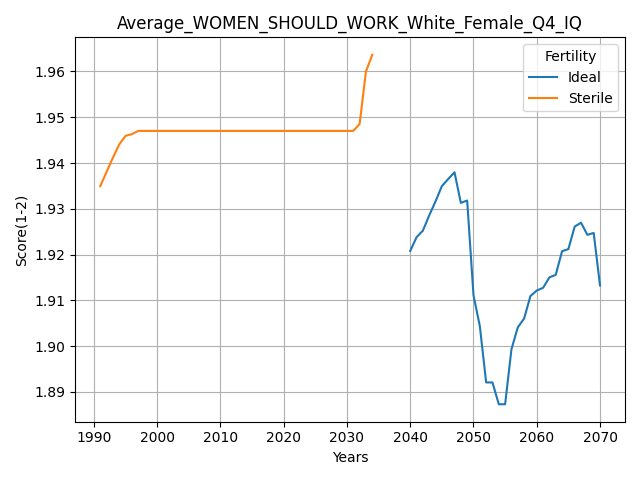 Average_WOMEN_SHOULD_WORK_White_Female_Q4_IQ
Fertility
Ideal
Sterile
1.96
1.95
1.94
1.93
1.92
1.91
1.90
1.89
Score(1-2)
1990 2000 2010 2020 2030 2040 2050 2060 2070
Years